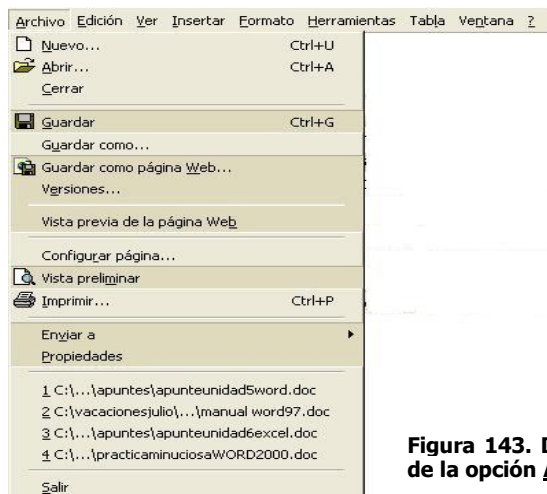 Archivo Edición Ver Insertar Formato Herramientas Tabla Ventana ?
Nuevo... Ctrl+U
Abrir... Ctrl+A
Cerrar
Guardar Ctrl+G
Guardar como...
Guardar como página Web...
Versiones...
Vista previa de la página Web
Configurar página...
Vista preliminar
Imprimir... Ctrl+P
Enviar a
Propiedades
1 C:\...\apuntes\apunteunidad5word.doc
2 C:\vacacionesjulio\...\manual word97.doc
3 C:\...\apuntes\apunteunidad6excel.doc
4 C:\...\practicaminuciosaWORD2000.doc
Salir
Figura 143.
de la opción